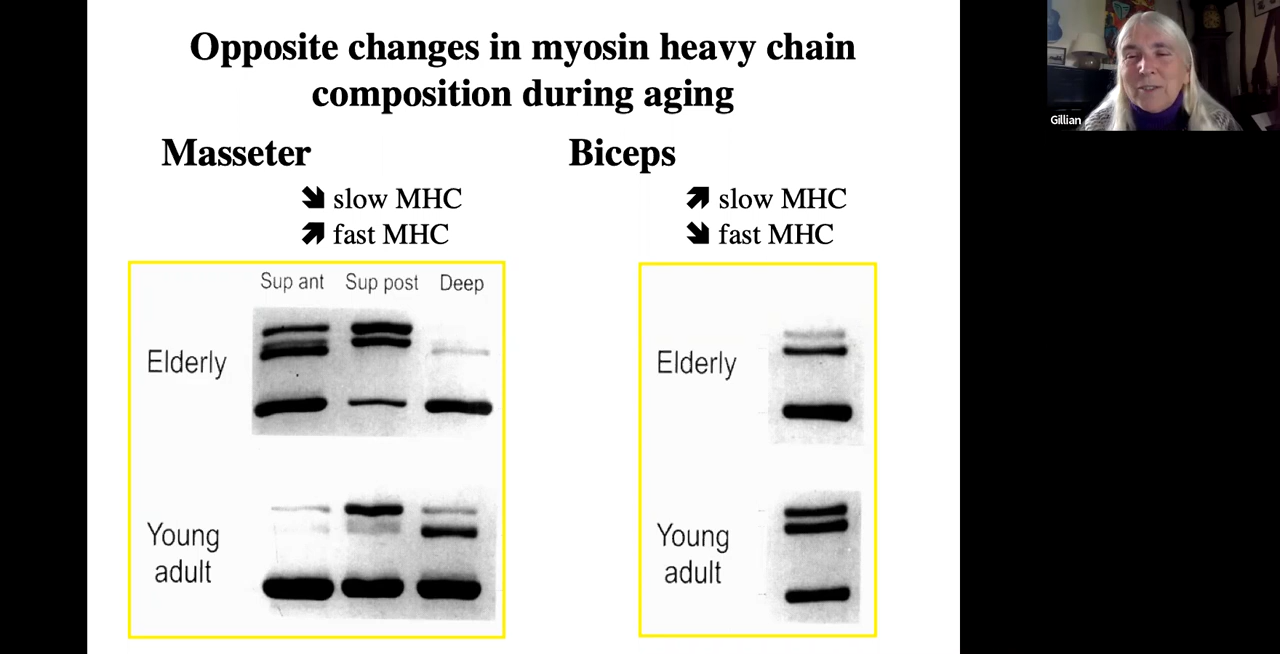 Opposite changes in myosin heavy chain
composition during aging
Masseter
↘ slow MHC
↗ fast MHC
Sup ant Sup post Deep
Elderly
Young
adult
Biceps
↗ slow MHC
↘ fast MHC
Elderly
Young
adult
Gillian